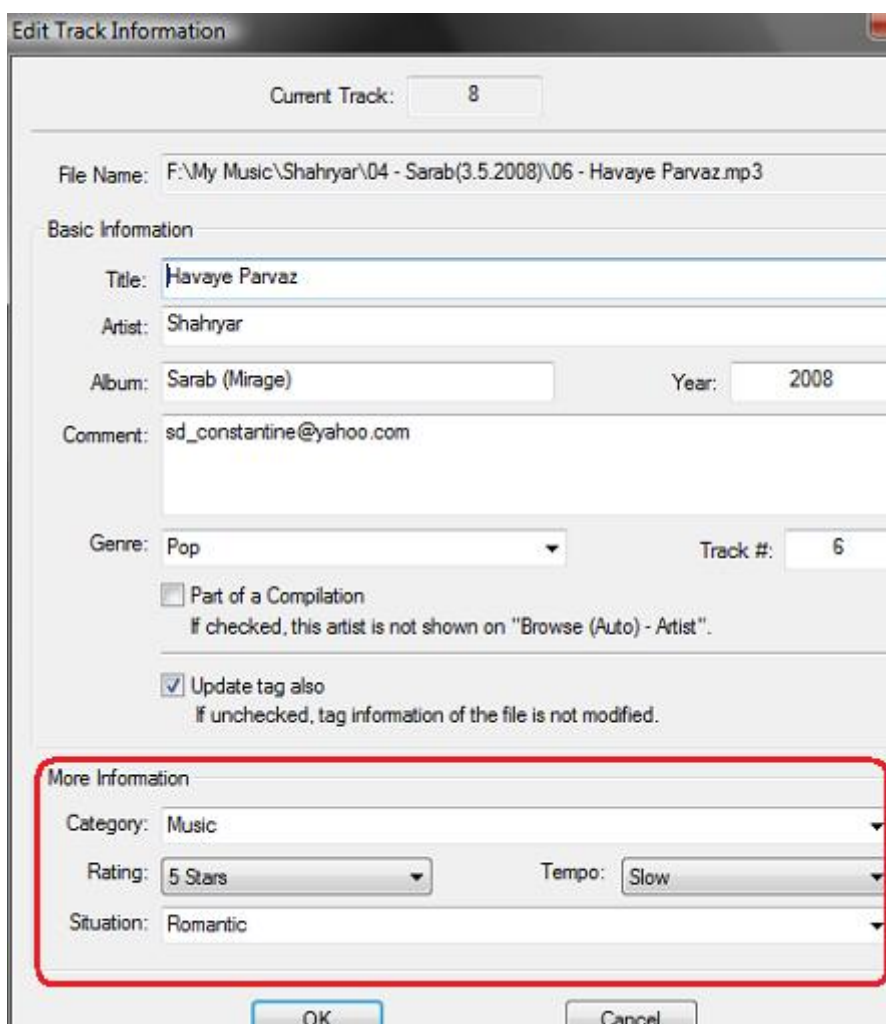 Edit Track Information
Current Track: 8
File Name: F:\My Music\Shahryar\04 - Sarab(3.5.2008)\06 - Havaye Parvaz.mp3
Basic Information
Title: Havaye Parvaz
Artist: Shahryar
Album: Sarab (Mirage) Year: 2008
Comment: sd_constantine@yahoo.com
Genre: Pop Track #: 6
Part of a Compilation
If checked, this artist is not shown on "Browse (Auto) - Artist".
Update tag also
If unchecked, tag information of the file is not modified.
More Information
Category: Music
Rating: 5 Stars Tempo: Slow
Situation: Romantic
OK Cancel